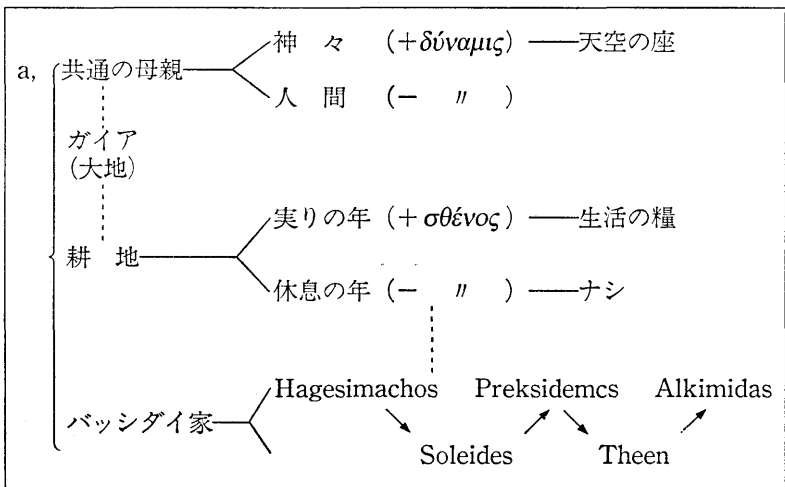 神々 (+δύναμις) ── 天空の座
a, 共通の母親
人間 (− 〃 )
ガイア
(大地)
実りの年 (+σθένος) ── 生活の糧
耕地
休息の年 (− 〃 ) ── ナシ
Hagesimachos Preksidemcs Alkimidas
バッシダイ家
Soleides Theen